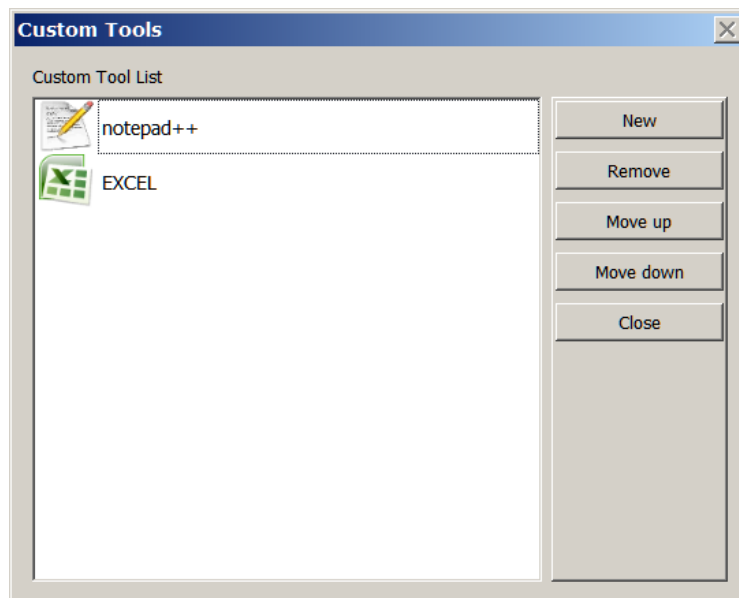 Custom Tools
Custom Tool List
notepad++
EXCEL
New
Remove
Move up
Move down
Close